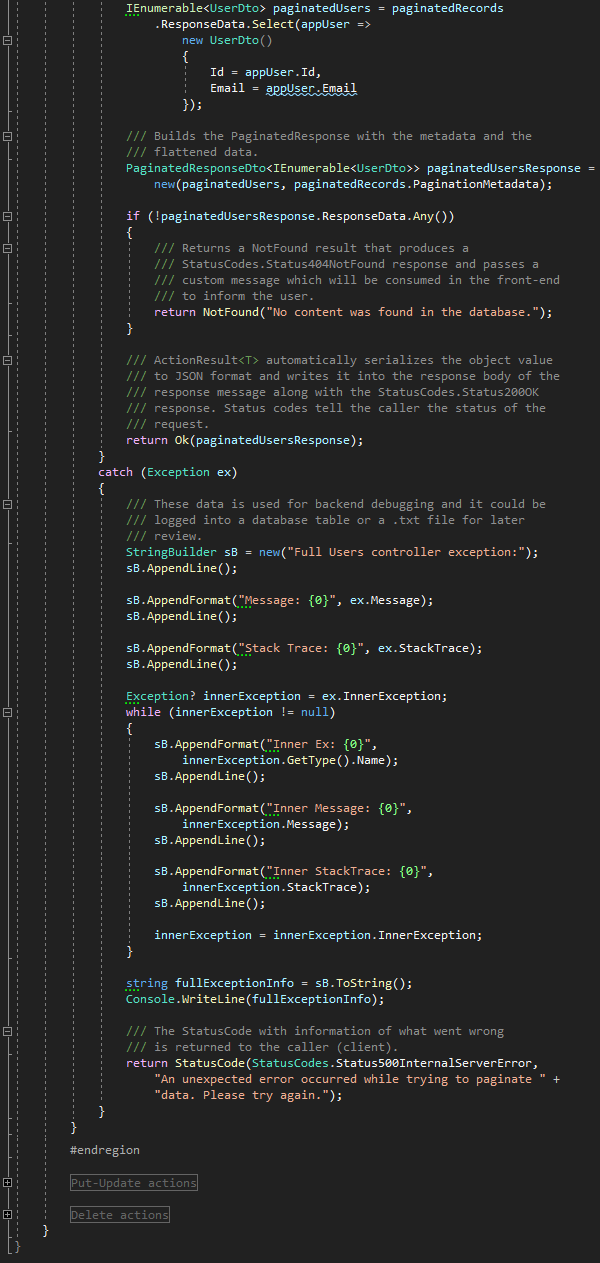 IEnumerable<UserDto> paginatedUsers = paginatedRecords
.ResponseData.Select(appUser =>
new UserDto()
{
Id = appUser.Id,
Email = appUser.Email
});
/// Builds the PaginatedResponse with the metadata and the
/// flattened data.
PaginatedResponseDto<IEnumerable<UserDto>> paginatedUsersResponse =
new(paginatedUsers, paginatedRecords.PaginationMetadata);
if (!paginatedUsersResponse.ResponseData.Any())
{
/// Returns a NotFound result that produces a
/// StatusCodes.Status404NotFound response and passes a
/// custom message which will be consumed in the front-end
/// to inform the user.
return NotFound("No content was found in the database.");
}
/// ActionResult<T> automatically serializes the object value
/// to JSON format and writes it into the response body of the
/// response message along with the StatusCodes.Status200OK
/// response. Status codes tell the caller the status of the
/// request.
return Ok(paginatedUsersResponse);
}
catch (Exception ex)
{
/// These data is used for backend debugging and it could be
/// logged into a database table or a .txt file for later
/// review.
StringBuilder sB = new("Full Users controller exception:");
sB.AppendLine();
sB.AppendFormat("Message: {0}", ex.Message);
sB.AppendLine();
sB.AppendFormat("Stack Trace: {0}", ex.StackTrace);
sB.AppendLine();
Exception? innerException = ex.InnerException;
while (innerException != null)
{
sB.AppendFormat("Inner Ex: {0}",
innerException.GetType().Name);
sB.AppendLine();
sB.AppendFormat("Inner Message: {0}",
innerException.Message);
sB.AppendLine();
sB.AppendFormat("Inner StackTrace: {0}",
innerException.StackTrace);
sB.AppendLine();
innerException = innerException.InnerException;
}
string fullExceptionInfo = sB.ToString();
Console.WriteLine(fullExceptionInfo);
/// The StatusCode with information of what went wrong
/// is returned to the caller (client).
return StatusCode(StatusCodes.Status500InternalServerError,
"An unexpected error occurred while trying to paginate " +
"data. Please try again.");
}
}
#endregion
Put-Update actions
Delete actions
}
}